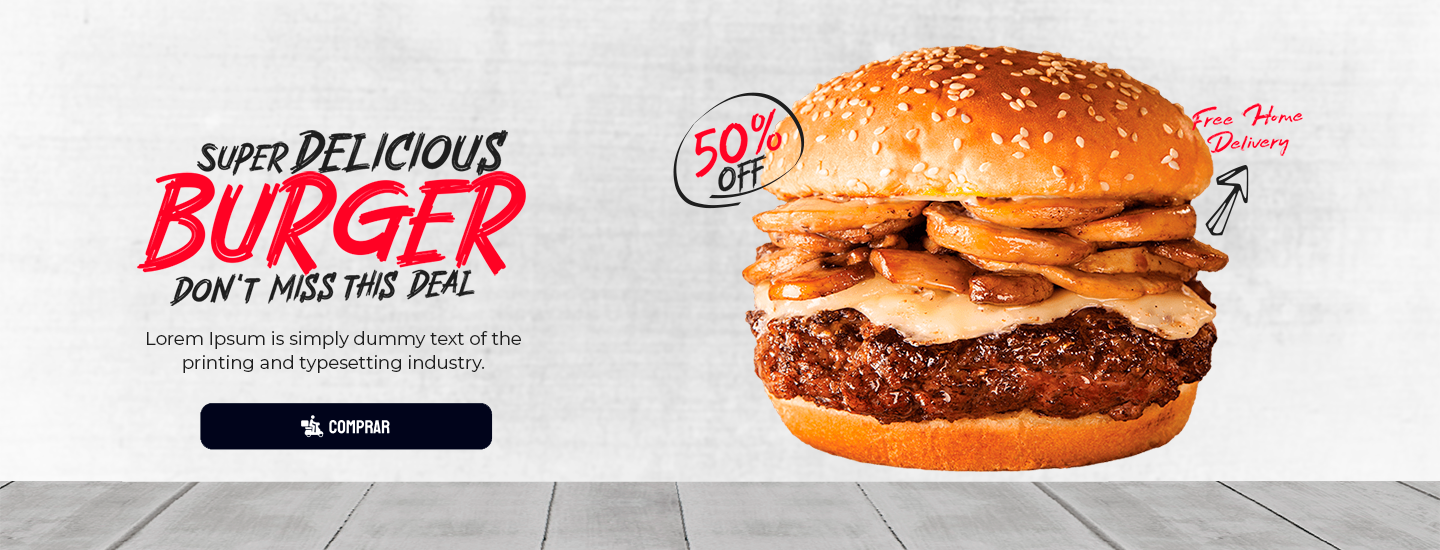 SUPER DELICIOUS
BURGER
DON'T MISS THIS DEAL
Lorem Ipsum is simply dummy text of the
printing and typesetting industry.
COMPRAR
50%
OFF
Free Home
Delivery